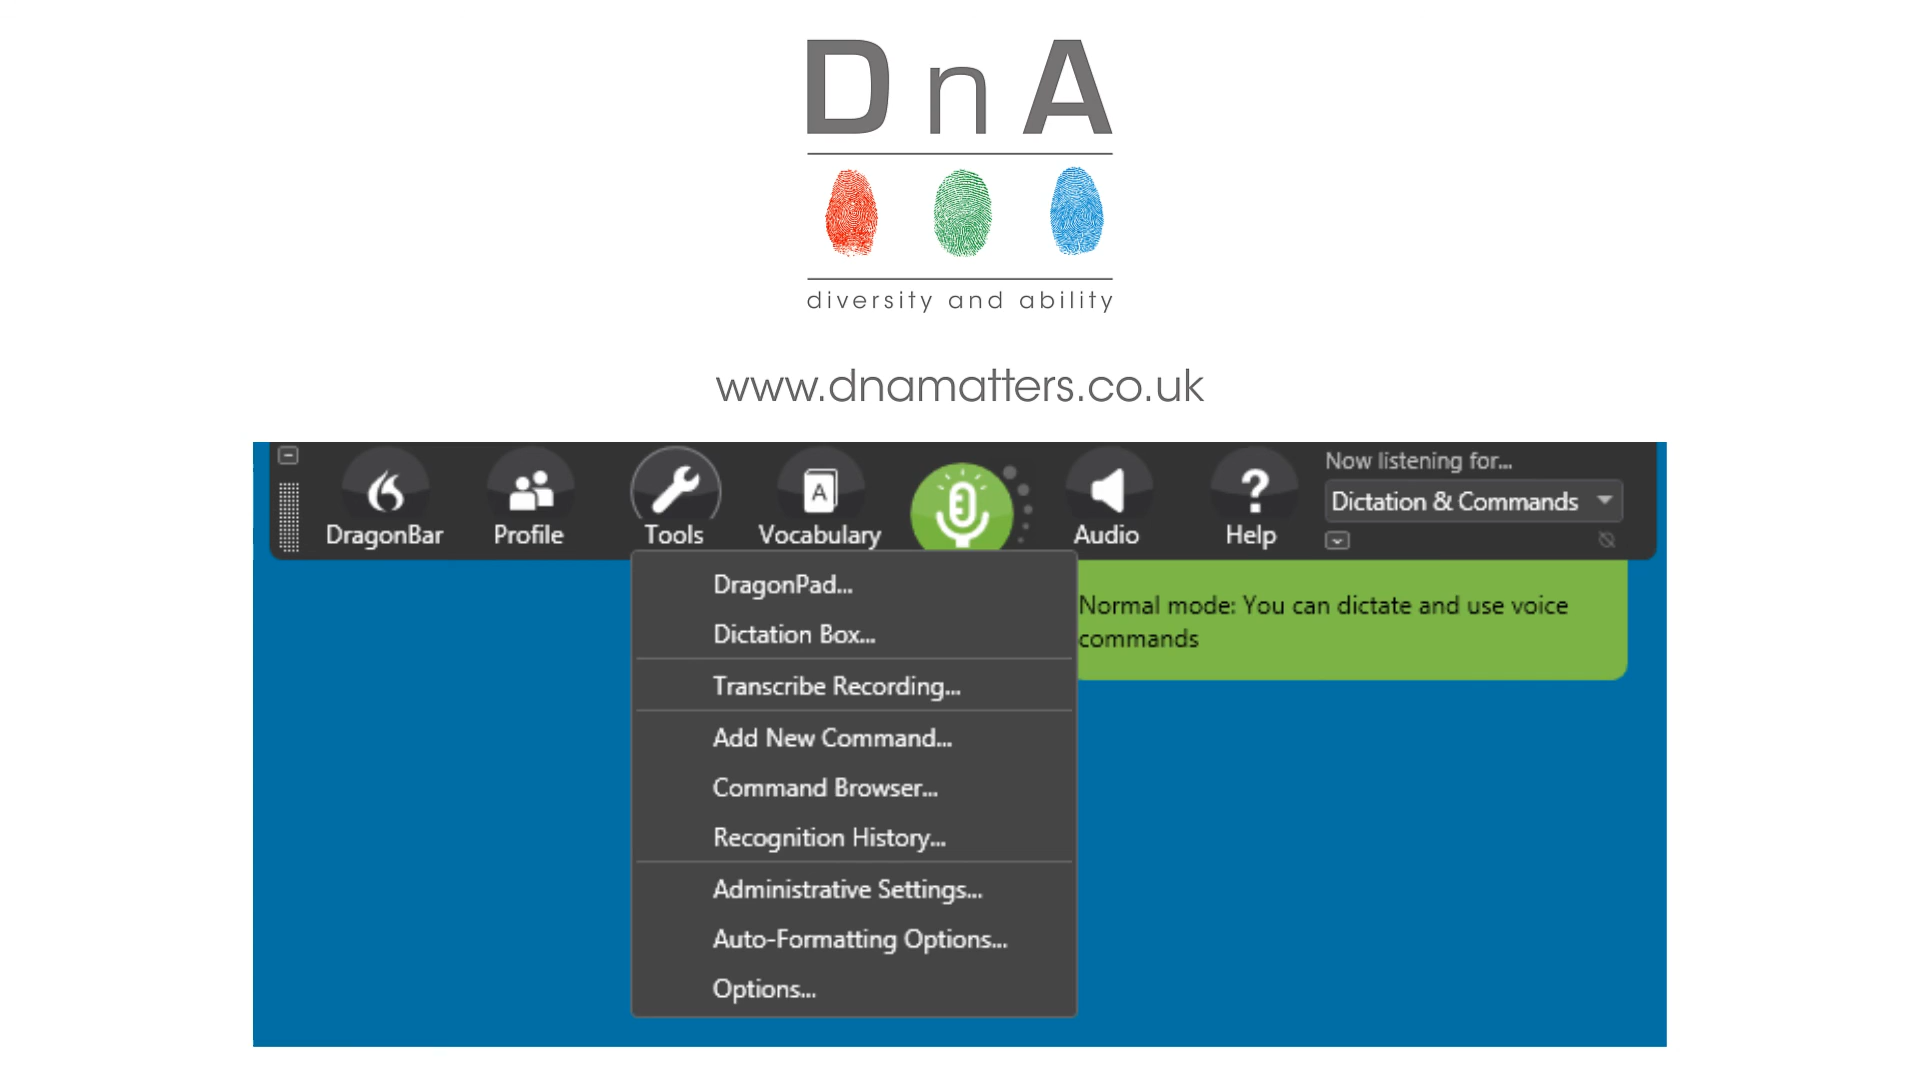 D n A
diversity and ability
www.dnamatters.co.uk
DragonBar
Profile
Tools
Vocabulary
Audio
Help
Now listening for...
Dictation & Commands
Normal mode: You can dictate and use voice
commands
DragonPad...
Dictation Box...
Transcribe Recording...
Add New Command...
Command Browser...
Recognition History...
Administrative Settings...
Auto-Formatting Options...
Options...